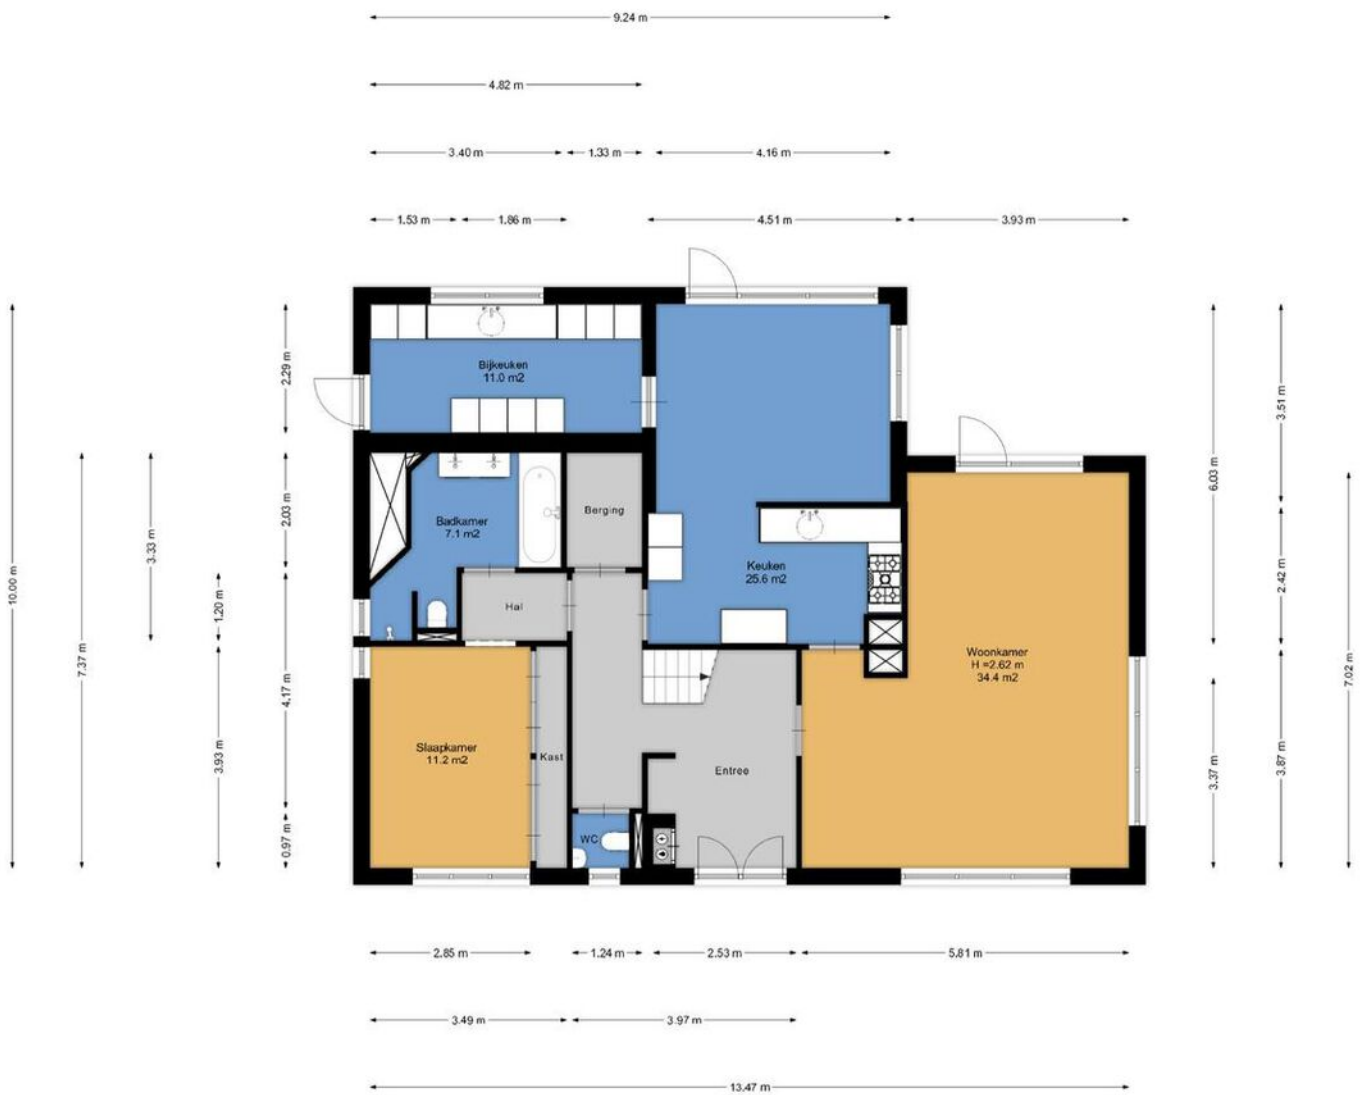 9.24 m
4.82 m
3.40 m
1.33 m
4.16 m
1.53 m
1.86 m
4.51 m
3.93 m
Bijkeuken
11.0 m2
Badkamer
7.1 m2
Berging
Keuken
25.6 m2
Hal
Woonkamer
H =2.62 m
34.4 m2
Slaapkamer
11.2 m2
Kast
Entree
WC
10.00 m
7.37 m
3.33 m
1.20 m
3.93 m
2.29 m
2.03 m
4.17 m
0.97 m
6.03 m
3.37 m
3.51 m
2.42 m
3.87 m
7.02 m
2.85 m
1.24 m
2.53 m
5.81 m
3.49 m
3.97 m
13.47 m